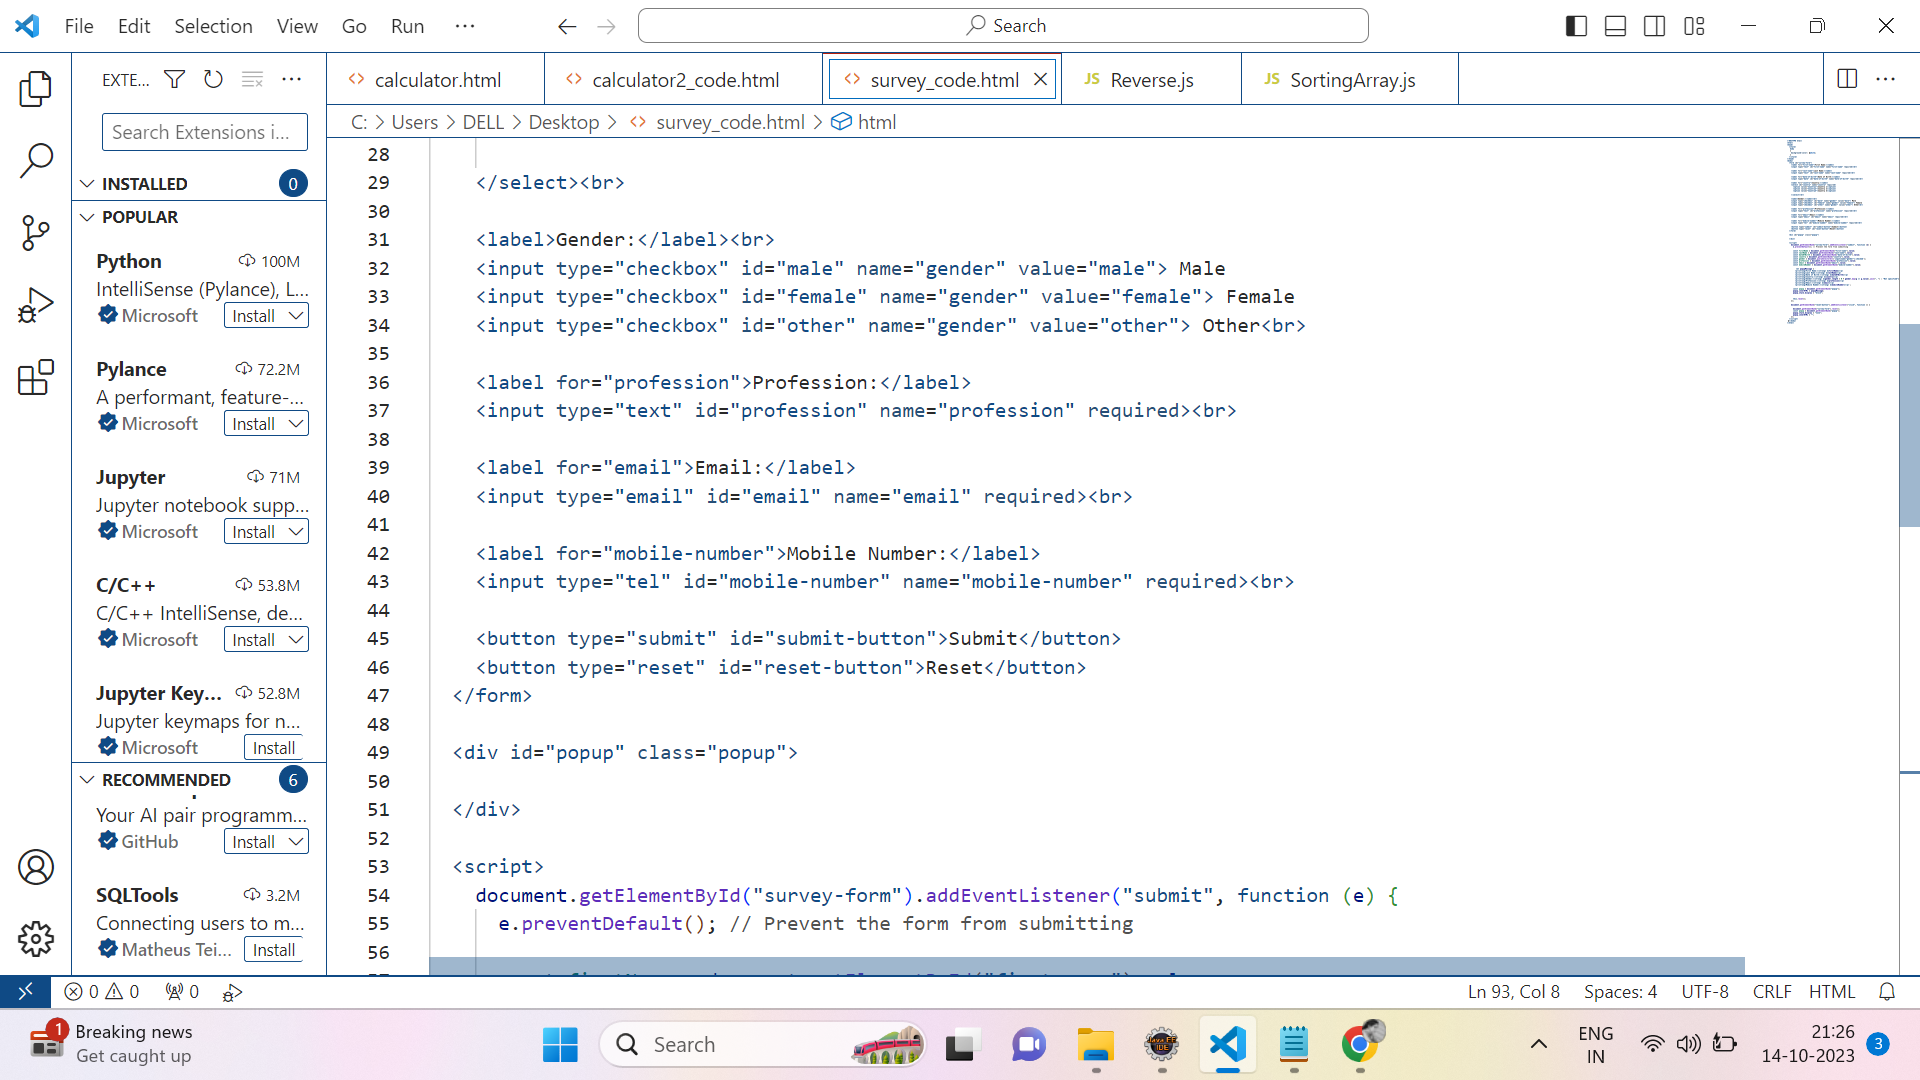 File Edit Selection View Go Run ···
Search
EXTE...
calculator.html
calculator2_code.html
survey_code.html
JS Reverse.js
JS SortingArray.js
C: > Users > DELL > Desktop > survey_code.html > html
Search Extensions i...
INSTALLED 0
POPULAR
Python 100M
IntelliSense (Pylance), L...
Microsoft Install
Pylance 72.2M
A performant, feature-...
Microsoft Install
Jupyter 71M
Jupyter notebook supp...
Microsoft Install
C/C++ 53.8M
C/C++ IntelliSense, de...
Microsoft Install
Jupyter Key... 52.8M
Jupyter keymaps for n...
Microsoft Install
RECOMMENDED 6
Your AI pair programm...
GitHub Install
SQLTools 3.2M
Connecting users to m...
Matheus Tei... Install
28
29 </select><br>
30
31 <label>Gender:</label><br>
32 <input type="checkbox" id="male" name="gender" value="male"> Male
33 <input type="checkbox" id="female" name="gender" value="female"> Female
34 <input type="checkbox" id="other" name="gender" value="other"> Other<br>
35
36 <label for="profession">Profession:</label>
37 <input type="text" id="profession" name="profession" required><br>
38
39 <label for="email">Email:</label>
40 <input type="email" id="email" name="email" required><br>
41
42 <label for="mobile-number">Mobile Number:</label>
43 <input type="tel" id="mobile-number" name="mobile-number" required><br>
44
45 <button type="submit" id="submit-button">Submit</button>
46 <button type="reset" id="reset-button">Reset</button>
47 </form>
48
49 <div id="popup" class="popup">
50
51 </div>
52
53 <script>
54 document.getElementById("survey-form").addEventListener("submit", function (e) {
55 e.preventDefault(); // Prevent the form from submitting
56
0 0 0
Ln 93, Col 8 Spaces: 4 UTF-8 CRLF HTML
1 Breaking news
Get caught up
Search
ENG
IN
21:26
14-10-2023
3